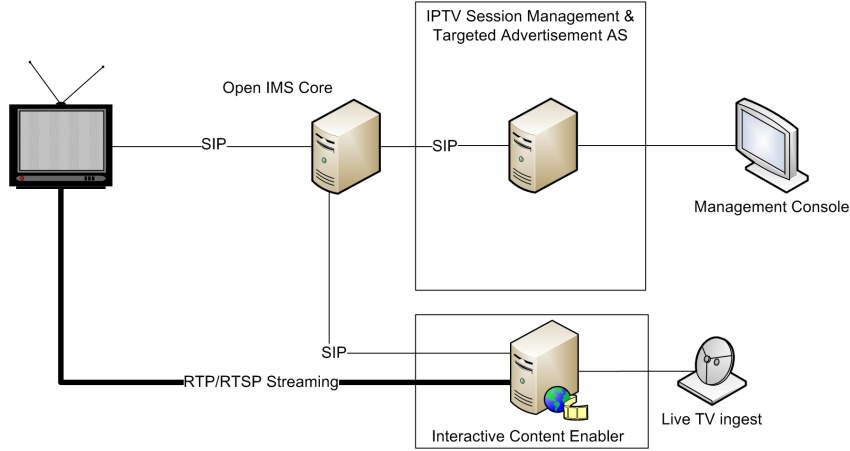 IPTV Session Management &
Targeted Advertisement AS
Open IMS Core
SIP
SIP
Management Console
SIP
RTP/RTSP Streaming
Live TV ingest
Interactive Content Enabler